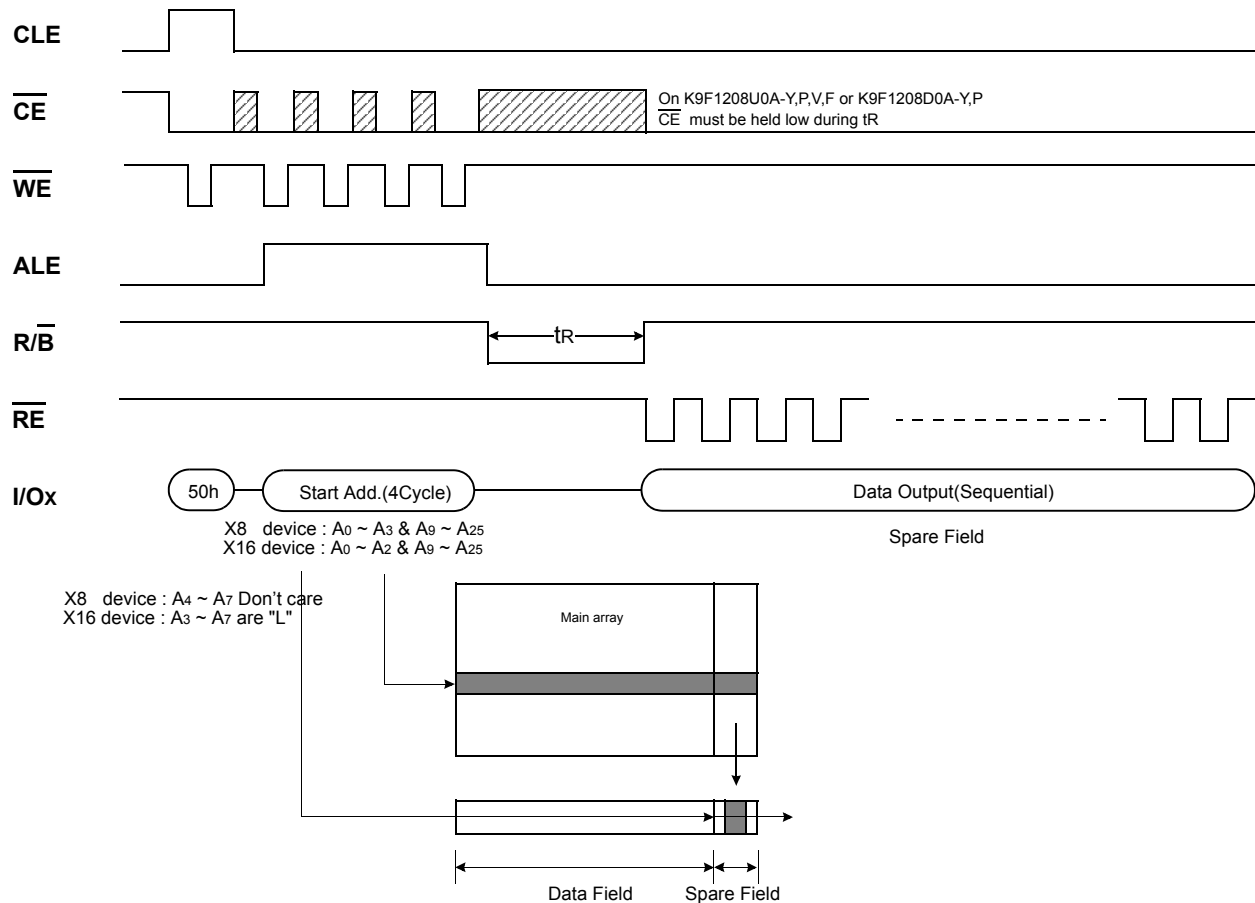 CLE
CE
On K9F1208U0A-Y,P,V,F or K9F1208D0A-Y,P
CE must be held low during tR
WE
ALE
R/B
tR
RE
I/Ox
50h
Start Add.(4Cycle)
Data Output(Sequential)
X8 device : A0 ~ A3 & A9 ~ A25
X16 device : A0 ~ A2 & A9 ~ A25
Spare Field
X8 device : A4 ~ A7 Don't care
X16 device : A3 ~ A7 are "L"
Main array
Data Field
Spare Field